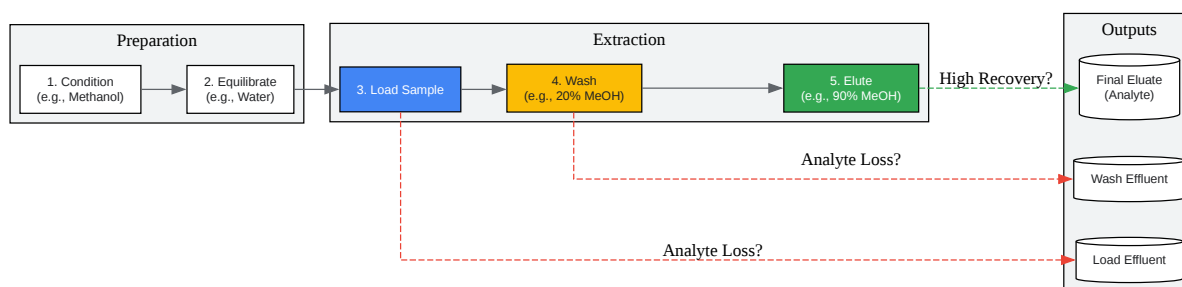 Preparation
1. Condition
(e.g., Methanol)
2. Equilibrate
(e.g., Water)
Extraction
3. Load Sample
4. Wash
(e.g., 20% MeOH)
5. Elute
(e.g., 90% MeOH)
High Recovery?
Analyte Loss?
Analyte Loss?
Outputs
Final Eluate
(Analyte)
Wash Effluent
Load Effluent